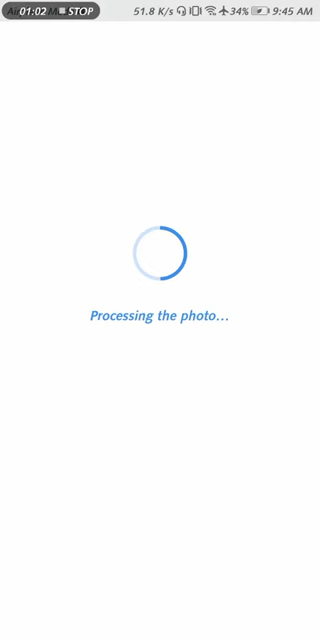 01:02 STOP 51.8 K/s 34% 9:45 AM
Processing the photo...